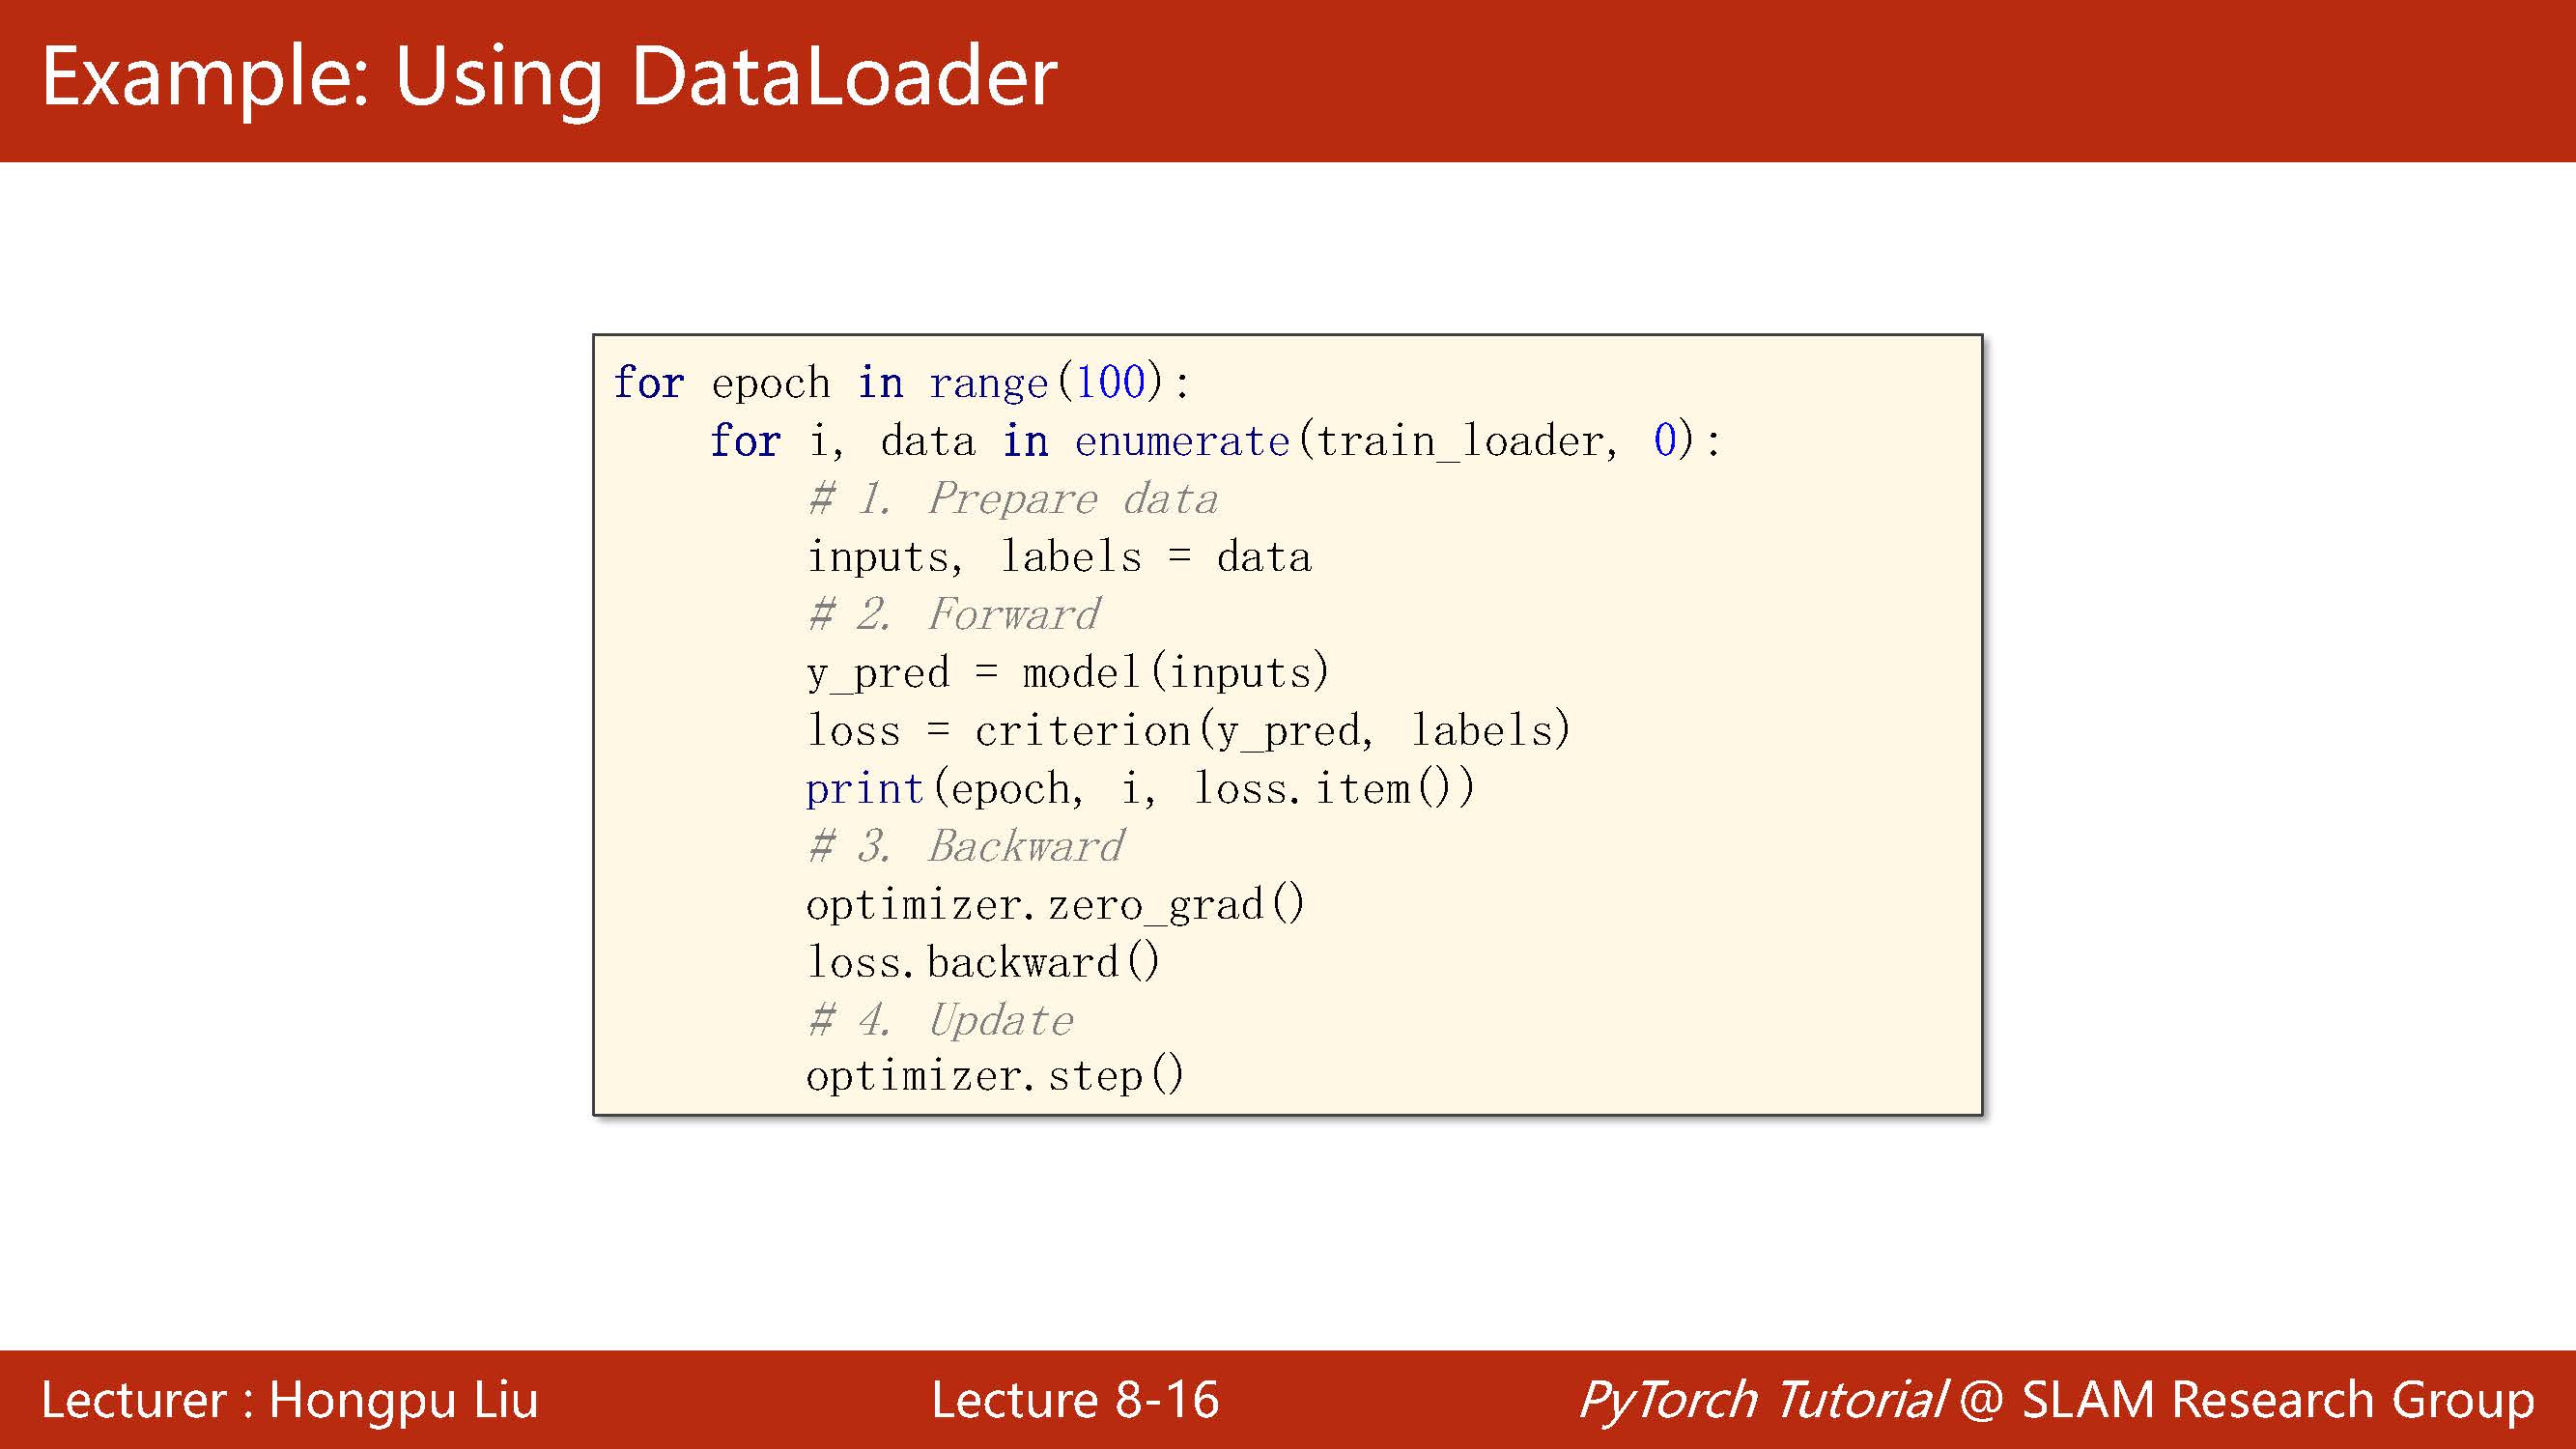 Example: Using DataLoader
for epoch in range(100):
    for i, data in enumerate(train_loader, 0):
        # 1. Prepare data
        inputs, labels = data
        # 2. Forward
        y_pred = model(inputs)
        loss = criterion(y_pred, labels)
        print(epoch, i, loss.item())
        # 3. Backward
        optimizer.zero_grad()
        loss.backward()
        # 4. Update
        optimizer.step()
Lecturer : Hongpu Liu
Lecture 8-16
PyTorch Tutorial @ SLAM Research Group